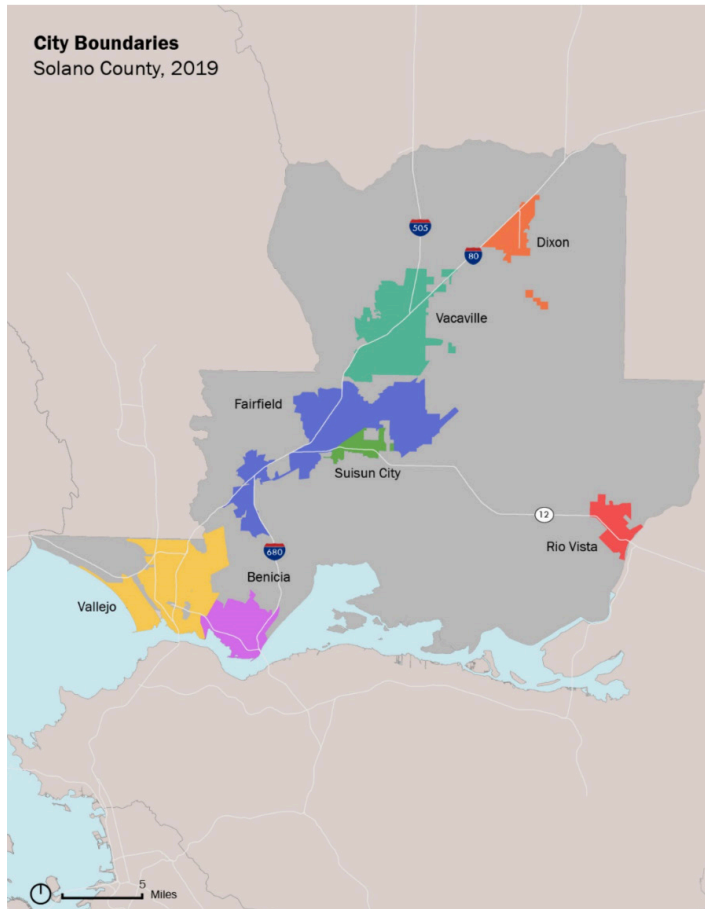 City Boundaries
Solano County, 2019
505
80
Dixon
Vacaville
Fairfield
Suisun City
12
Rio Vista
680
Benicia
Vallejo
5
Miles